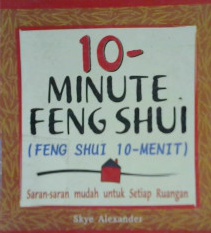 10-
MINUTE
FENG SHUI
(FENG SHUI 10-MENIT)
Saran-saran mudah untuk Setiap Ruangan
Skye Alexander